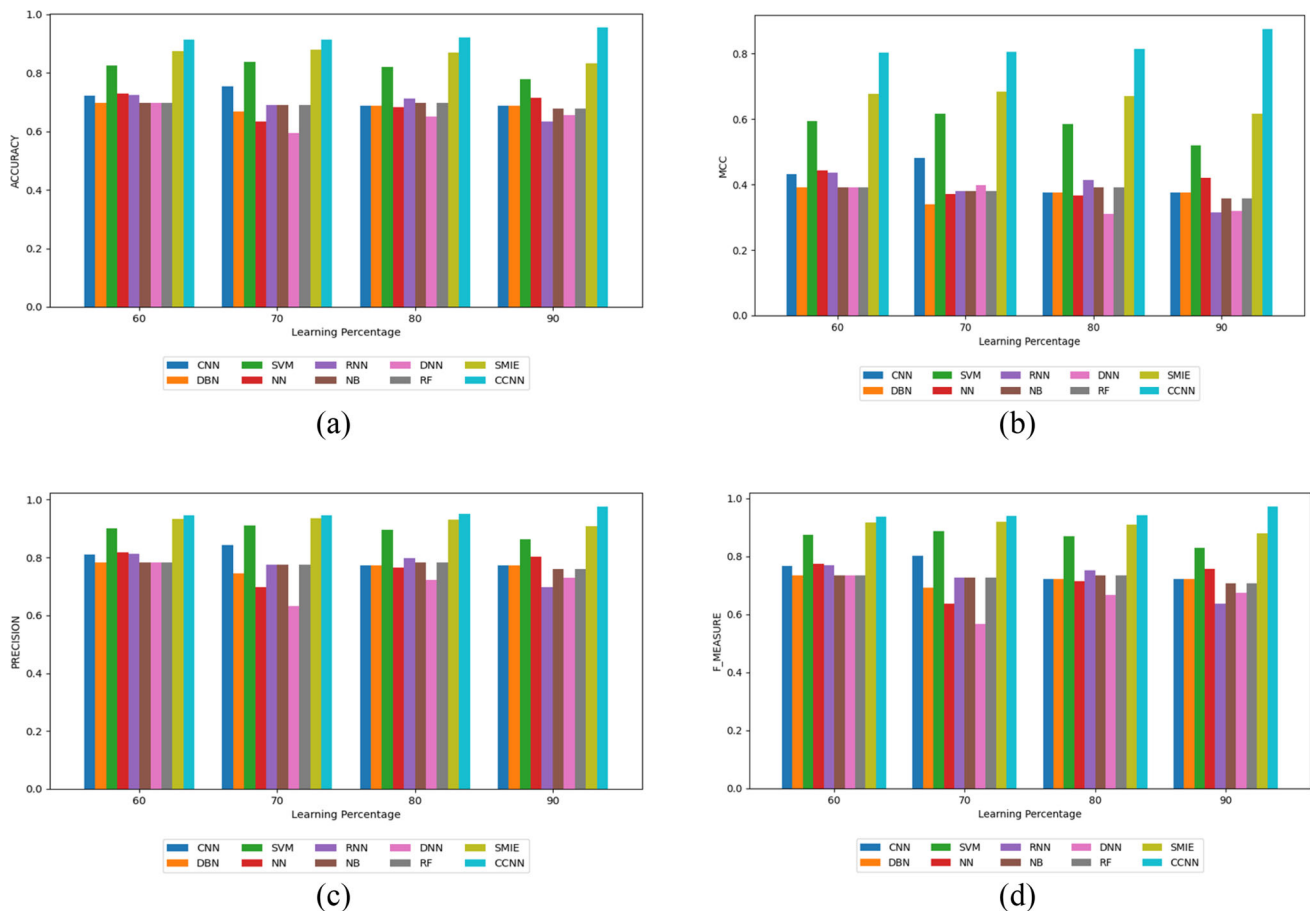 1.0
0.8
0.6
0.4
0.2
0.0
ACCURACY
60 70 80 90
Learning Percentage
CNN SVM RNN DNN SMIE
DBN NN NB RF CCNN
(a)
0.8
0.6
0.4
0.2
0.0
MCC
60 70 80 90
Learning Percentage
CNN SVM RNN DNN SMIE
DBN NN NB RF CCNN
(b)
1.0
0.8
0.6
0.4
0.2
0.0
PRECISION
60 70 80 90
Learning Percentage
CNN SVM RNN DNN SMIE
DBN NN NB RF CCNN
(c)
1.0
0.8
0.6
0.4
0.2
0.0
F_MEASURE
60 70 80 90
Learning Percentage
CNN SVM RNN DNN SMIE
DBN NN NB RF CCNN
(d)